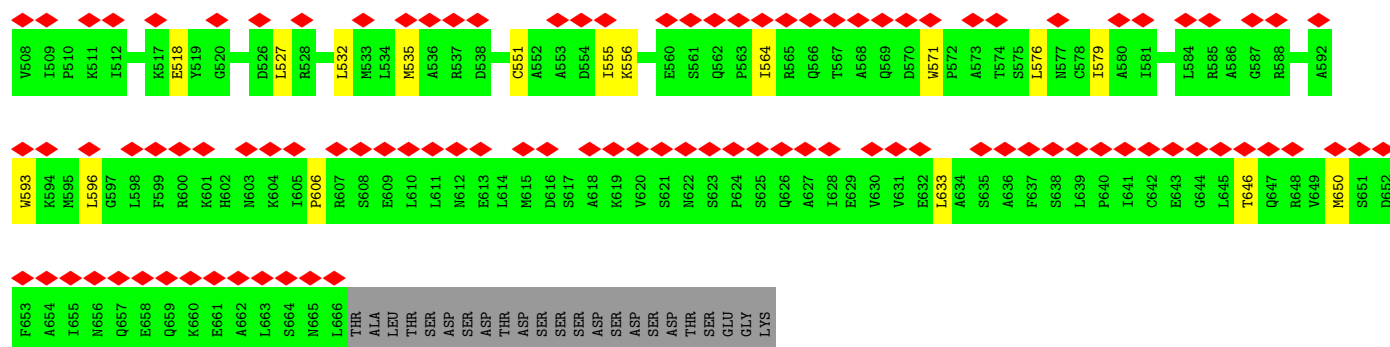 V508 I509 P510 K511 I512 K517 E518 Y519 G520 D526 L527 R528 L532 M533 L534 M535 A536 R537 D538 C551 A552 A553 D554 I555 K556 E560 S561 Q562 P563 I564 R565 Q566 T567 A568 Q569 D570 W571 P572 A573 T574 S575 L576 N577 C578 I579 A580 I581 L584 R585 A586 G587 R588 A592
W593 K594 M595 L596 G597 L598 F599 R600 K601 H602 N603 K604 I605 P606 R607 S608 E609 L610 L611 N612 E613 L614 M615 D616 S617 A618 K619 V620 S621 N622 S623 P624 S625 Q626 A627 I628 E629 V630 V631 E632 L633 A634 S635 A636 F637 S638 L639 P640 I641 C642 E643 G644 L645 T646 Q647 R648 V649 M650 S651 D652
F653 A654 I655 N656 Q657 E658 Q659 K660 E661 A662 L663 S664 N665 L666 THR ALA LEU THR SER ASP SER ASP THR ASP SER SER SER ASP SER ASP SER ASP THR SER GLU GLY LYS